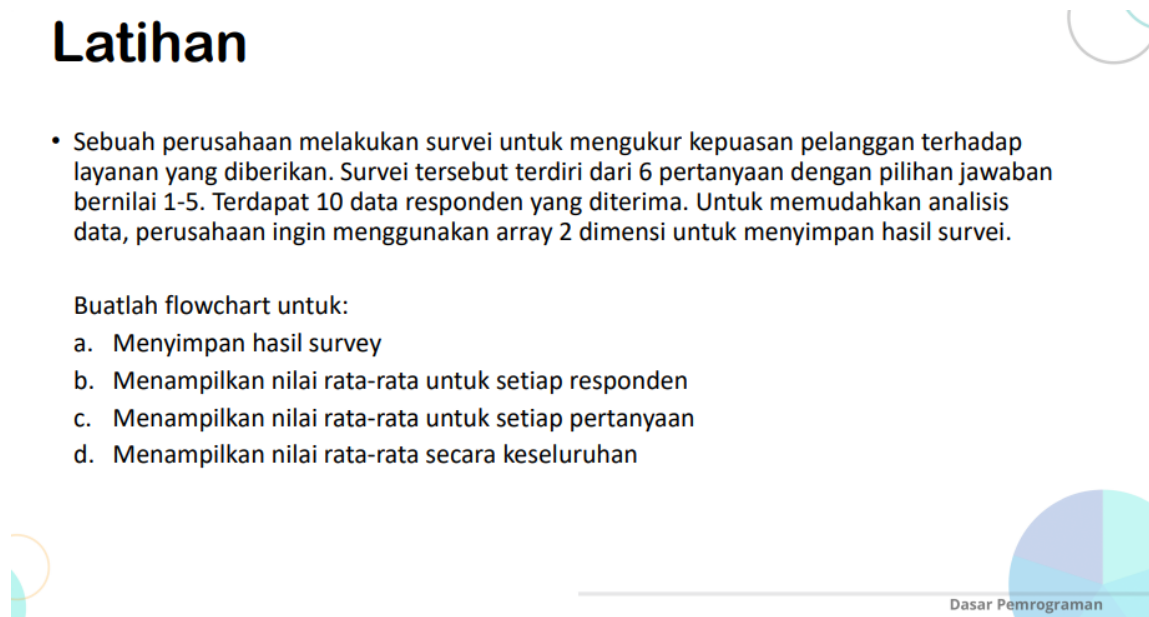 Latihan
• Sebuah perusahaan melakukan survei untuk mengukur kepuasan pelanggan terhadap
layanan yang diberikan. Survei tersebut terdiri dari 6 pertanyaan dengan pilihan jawaban
bernilai 1-5. Terdapat 10 data responden yang diterima. Untuk memudahkan analisis
data, perusahaan ingin menggunakan array 2 dimensi untuk menyimpan hasil survei.
Buatlah flowchart untuk:
a. Menyimpan hasil survey
b. Menampilkan nilai rata-rata untuk setiap responden
c. Menampilkan nilai rata-rata untuk setiap pertanyaan
d. Menampilkan nilai rata-rata secara keseluruhan
Dasar Pemrograman